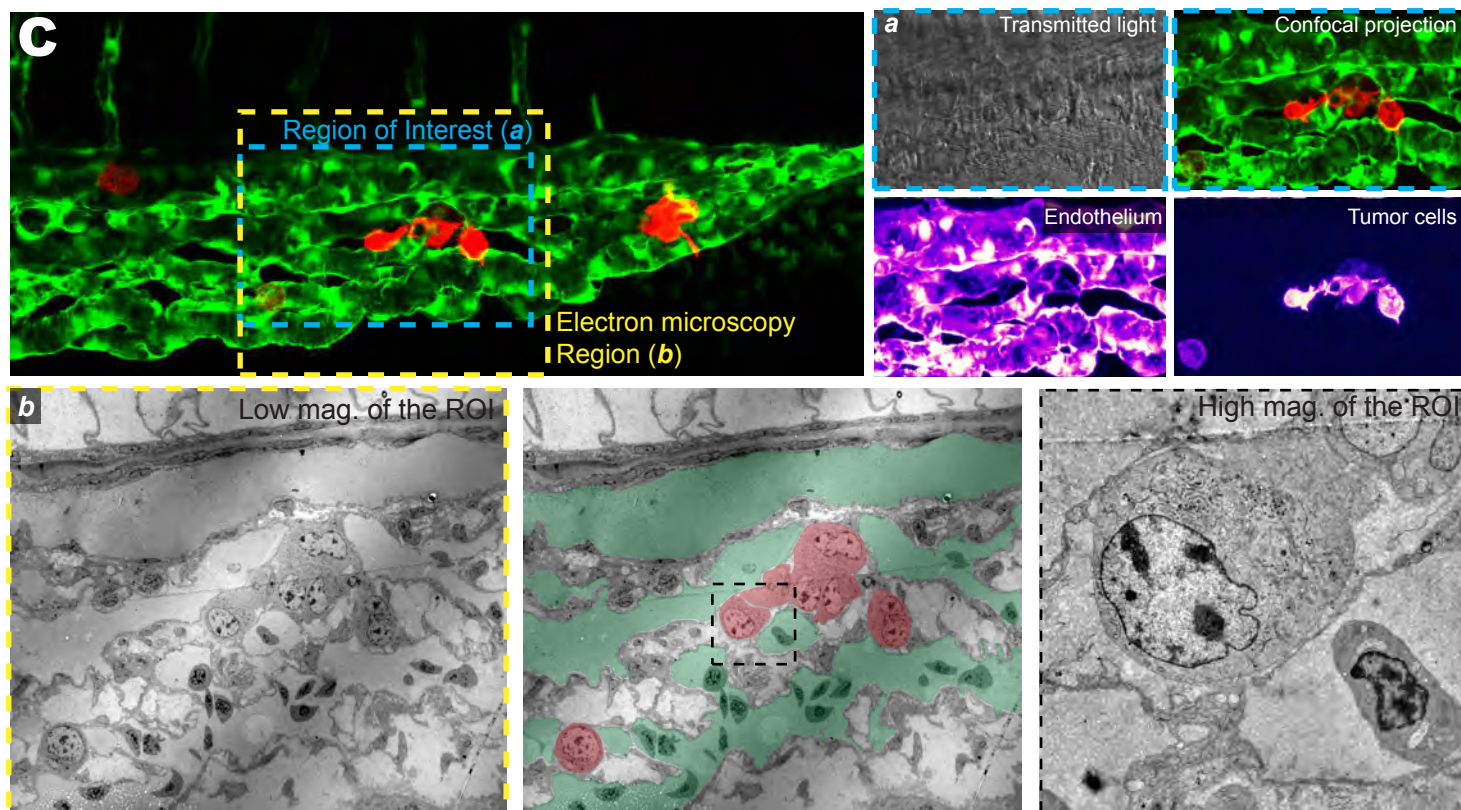 C
Region of Interest (a)
Electron microscopy
Region (b)
a
Transmitted light
Confocal projection
Endothelium
Tumor cells
b
Low mag. of the ROI
High mag. of the ROI